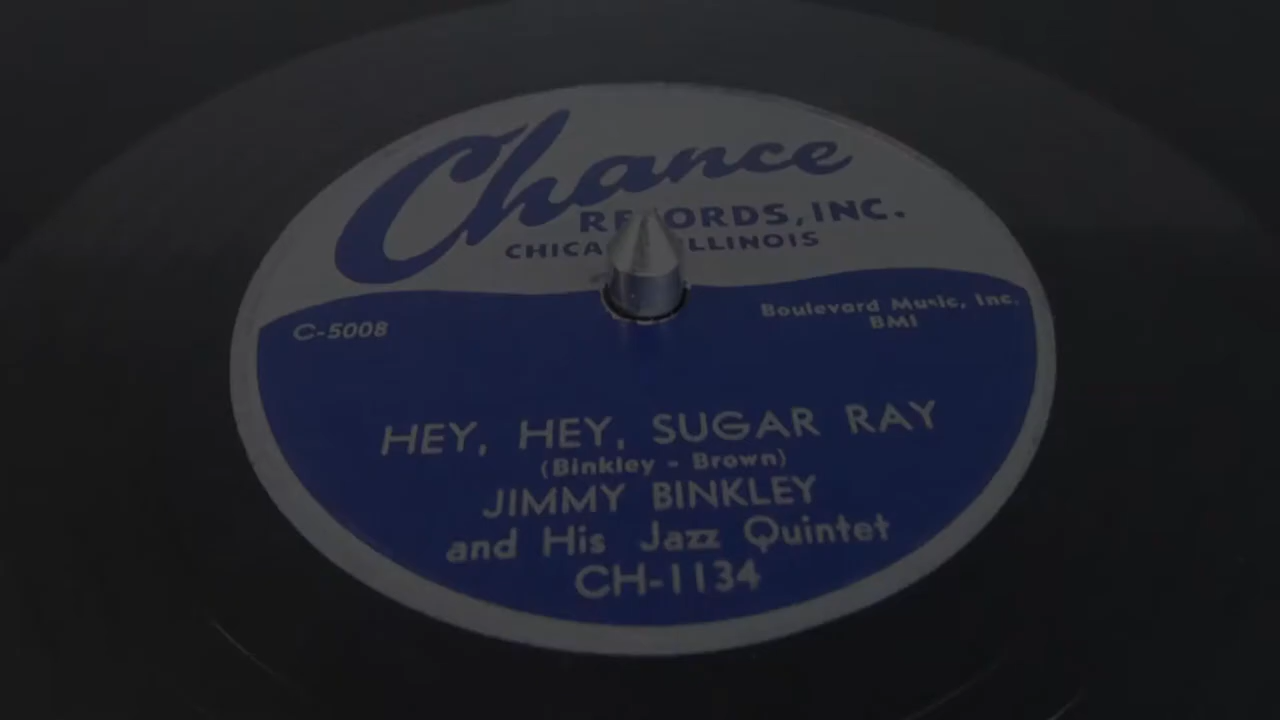 Chance
RECORDS, INC.
CHICA ILLINOIS
C-5008
Boulevard Music, Inc.
BMI
HEY, HEY, SUGAR RAY
(Binkley - Brown)
JIMMY BINKLEY
and His Jazz Quintet
CH-1134